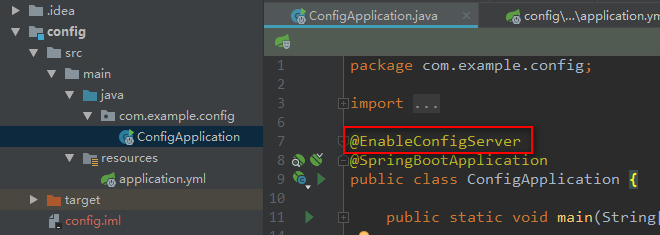 .idea
config
src
main
java
com.example.config
ConfigApplication
resources
application.yml
target
config.iml
ConfigApplication.java
config\...\application.ym
1 package com.example.config;
2
3 import ...
6
7 @EnableConfigServer
8 @SpringBootApplication
9 public class ConfigApplication {
10
11 public static void main(String[